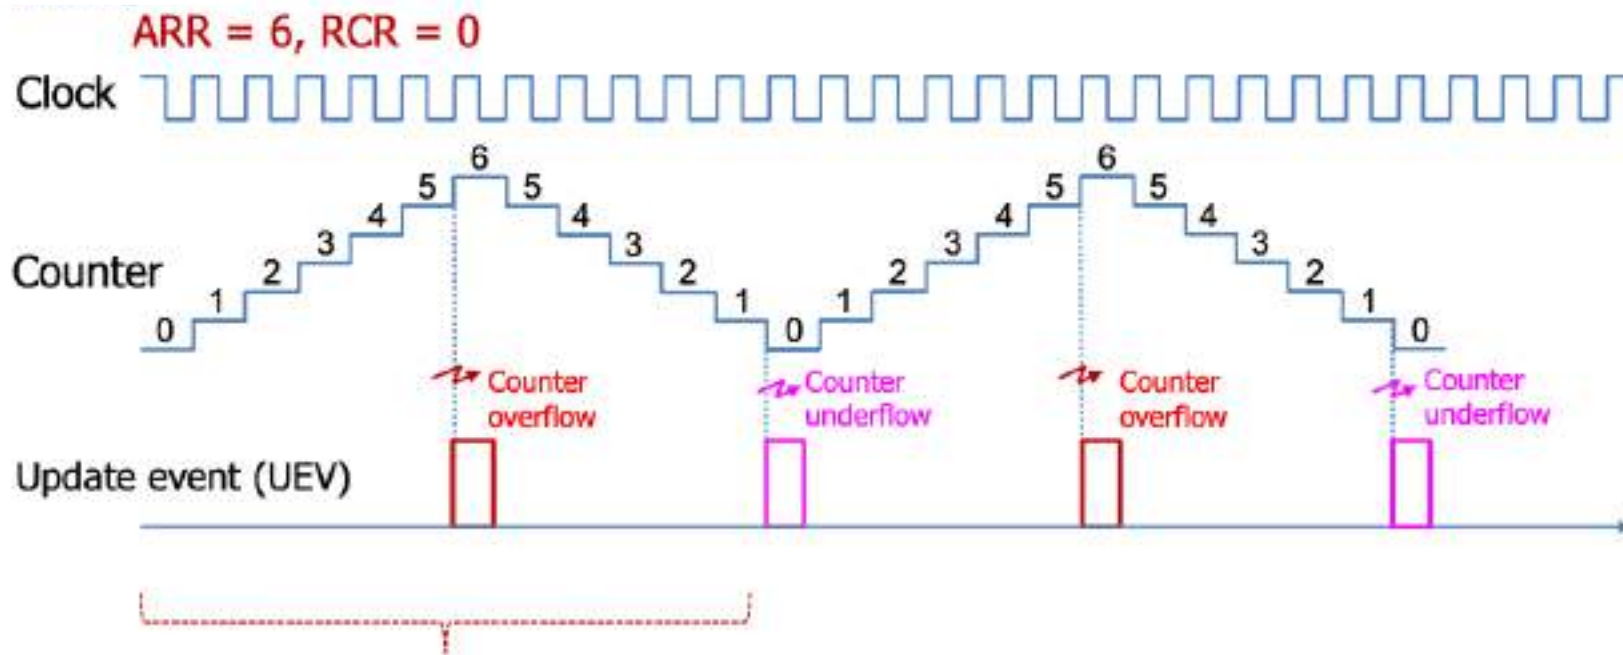 ARR = 6, RCR = 0
Clock
Counter
0 1 2 3 4 5 6 5 4 3 2 1 0 1 2 3 4 5 6 5 4 3 2 1 0
Counter overflow
Counter underflow
Counter overflow
Counter underflow
Update event (UEV)